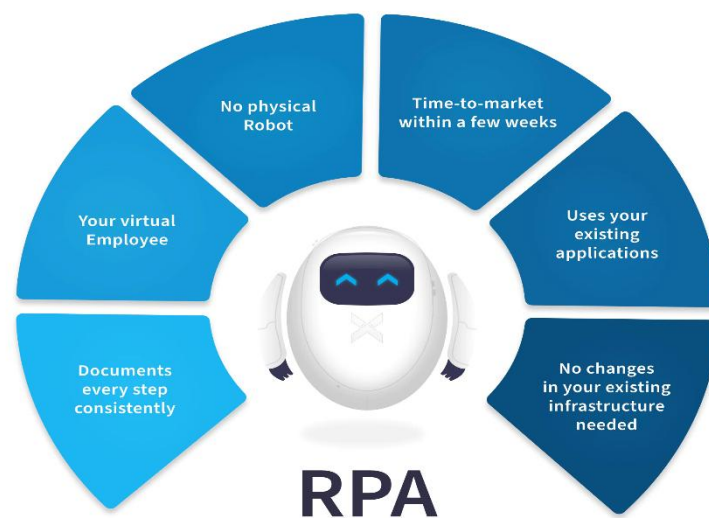 No physical
Robot
Time-to-market
within a few weeks
Your virtual
Employee
Uses your
existing
applications
Documents
every step
consistently
No changes
in your existing
infrastructure
needed
RPA